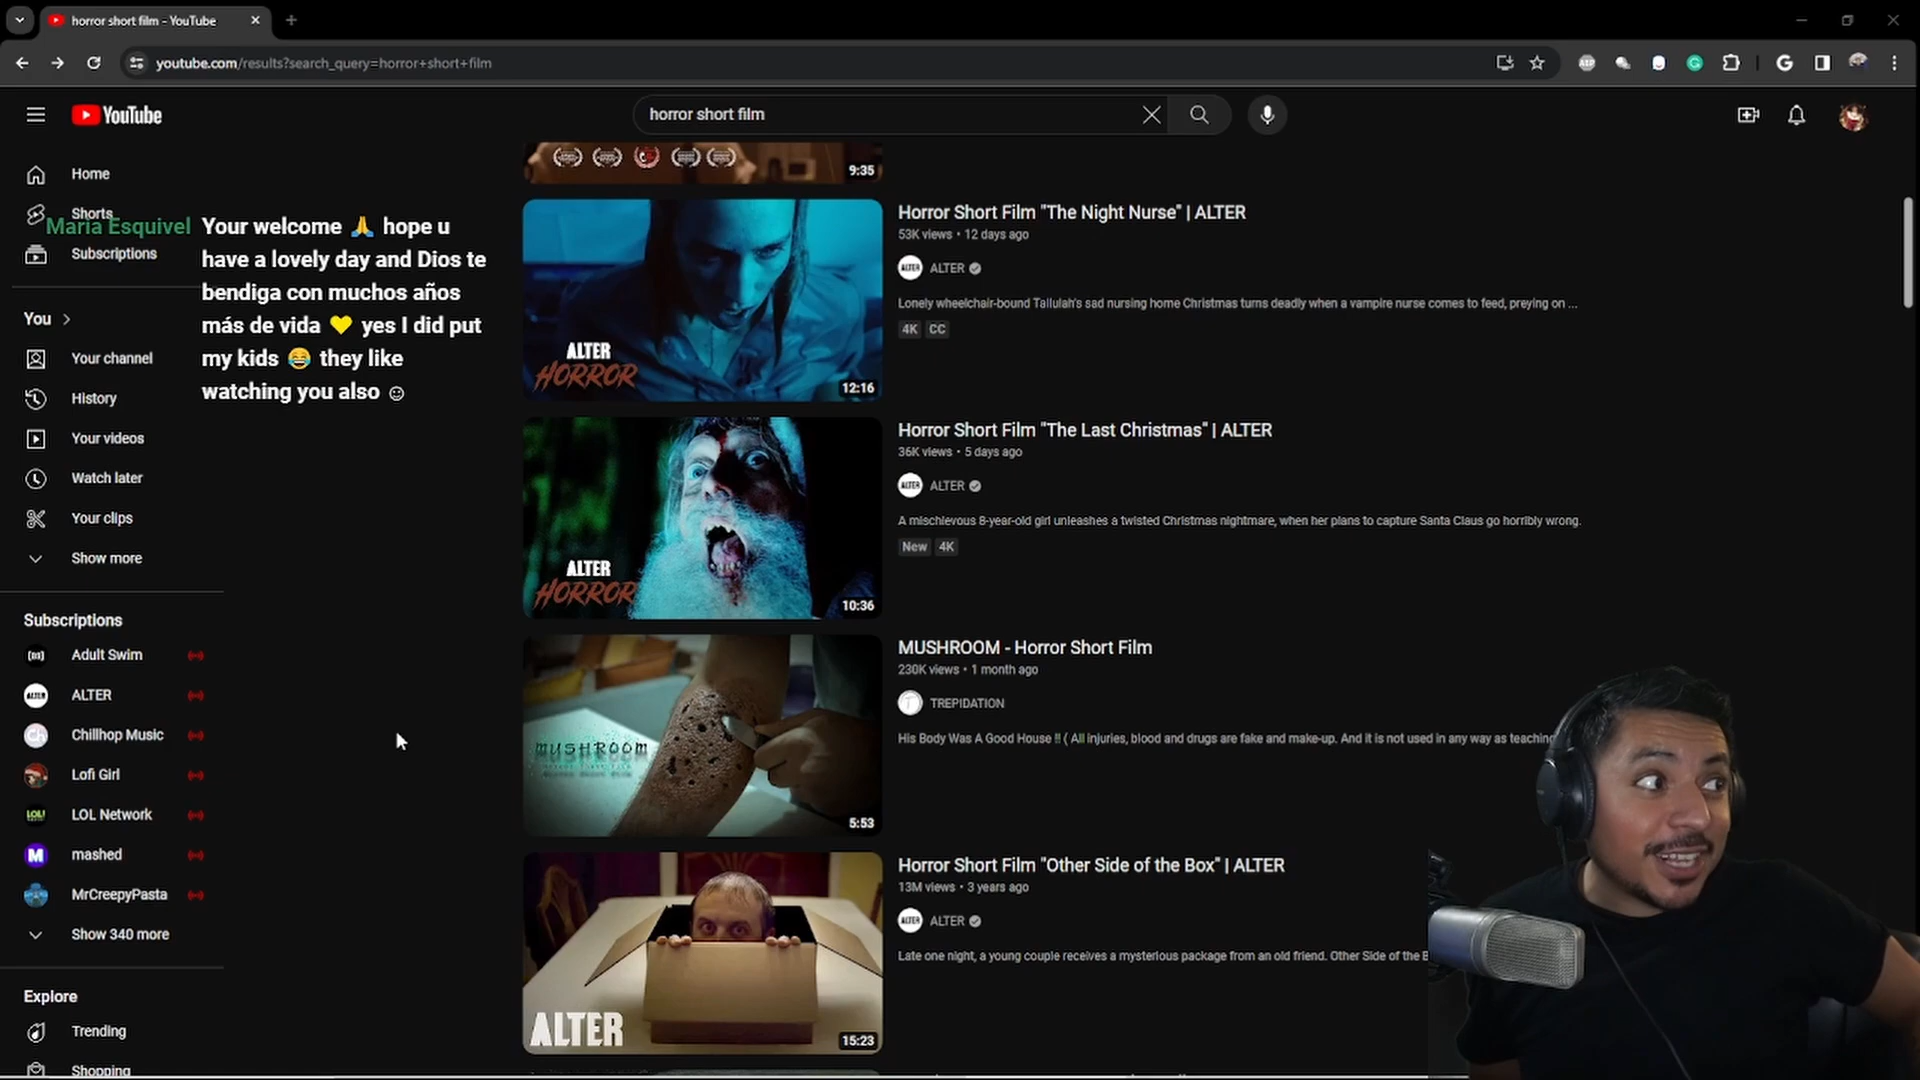 horror short film - YouTube
youtube.com/results?search_query=horror+short+film
YouTube
horror short film
Home
Shorts
Subscriptions
Maria Esquivel
Your welcome 🙏 hope u
have a lovely day and Dios te
bendiga con muchos años
más de vida 💛 yes I did put
my kids 😂 they like
watching you also ☺
You
Your channel
History
Your videos
Watch later
Your clips
Show more
Subscriptions
Adult Swim
ALTER
Chillhop Music
Lofi Girl
LOL Network
mashed
MrCreepyPasta
Show 340 more
Explore
Trending
Shopping
9:35
ALTER
HORROR
12:16
Horror Short Film "The Night Nurse" | ALTER
53K views • 12 days ago
ALTER
Lonely wheelchair-bound Tallulah's sad nursing home Christmas turns deadly when a vampire nurse comes to feed, preying on ...
4K CC
ALTER
HORROR
10:36
Horror Short Film "The Last Christmas" | ALTER
36K views • 5 days ago
ALTER
A mischievous 8-year-old girl unleashes a twisted Christmas nightmare, when her plans to capture Santa Claus go horribly wrong.
New 4K
MUSHROOM
5:53
MUSHROOM - Horror Short Film
230K views • 1 month ago
TREPIDATION
His Body Was A Good House !! ( All injuries, blood and drugs are fake and make-up. And it is not used in any way as teaching
ALTER
15:23
Horror Short Film "Other Side of the Box" | ALTER
13M views • 3 years ago
ALTER
Late one night, a young couple receives a mysterious package from an old friend. Other Side of the B